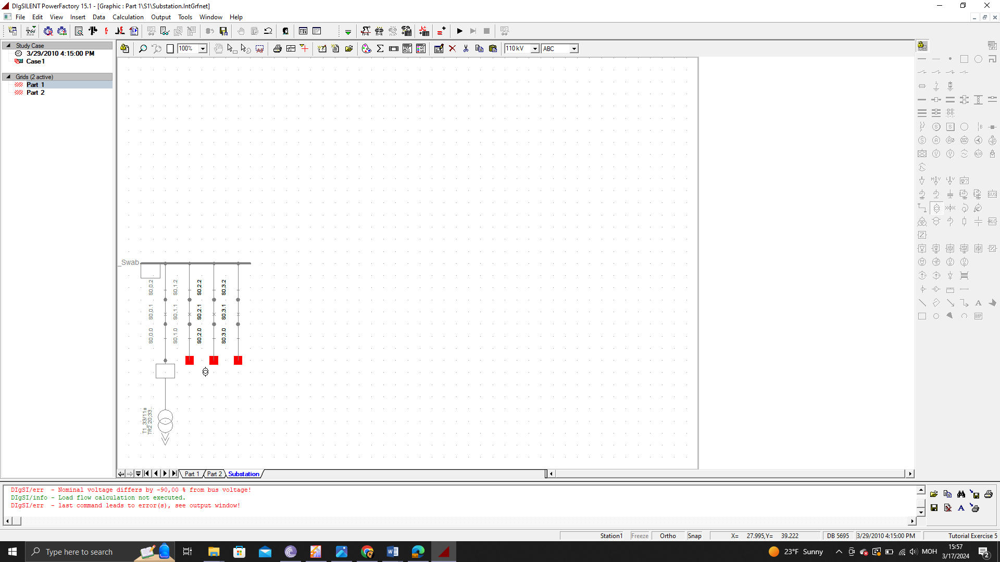 DIgSILENT PowerFactory 15.1 - [Graphic : Part 1\S1\Substation.IntGrfnet]
File Edit View Insert Data Calculation Output Tools Window Help
Study Case
3/29/2010 4:15:00 PM
Case1
Grids (2 active)
Part 1
Part 2
100%
110 kV
ABC
_Swab
S0.0.2
S0.1.2
S0.2.2
S0.3.2
S0.0.1
S0.1.1
S0.2.1
S0.3.1
S0.0.0
S0.1.0
S0.2.0
S0.3.0
T1_33/11a
TR2 20;33..
Part 1 Part 2 Substation
DIgSI/err - Nominal voltage differs by -90,00 % from bus voltage!
DIgSI/info - Load flow calculation not executed.
DIgSI/err - last command leads to error(s), see output window!
Station1 Freeze Ortho Snap X= 27.995,Y= 39.222 DB 5695 3/29/2010 4:15:00 PM Tutorial Exercise 5
Type here to search
23°F Sunny
МОН
15:57
3/17/2024
2